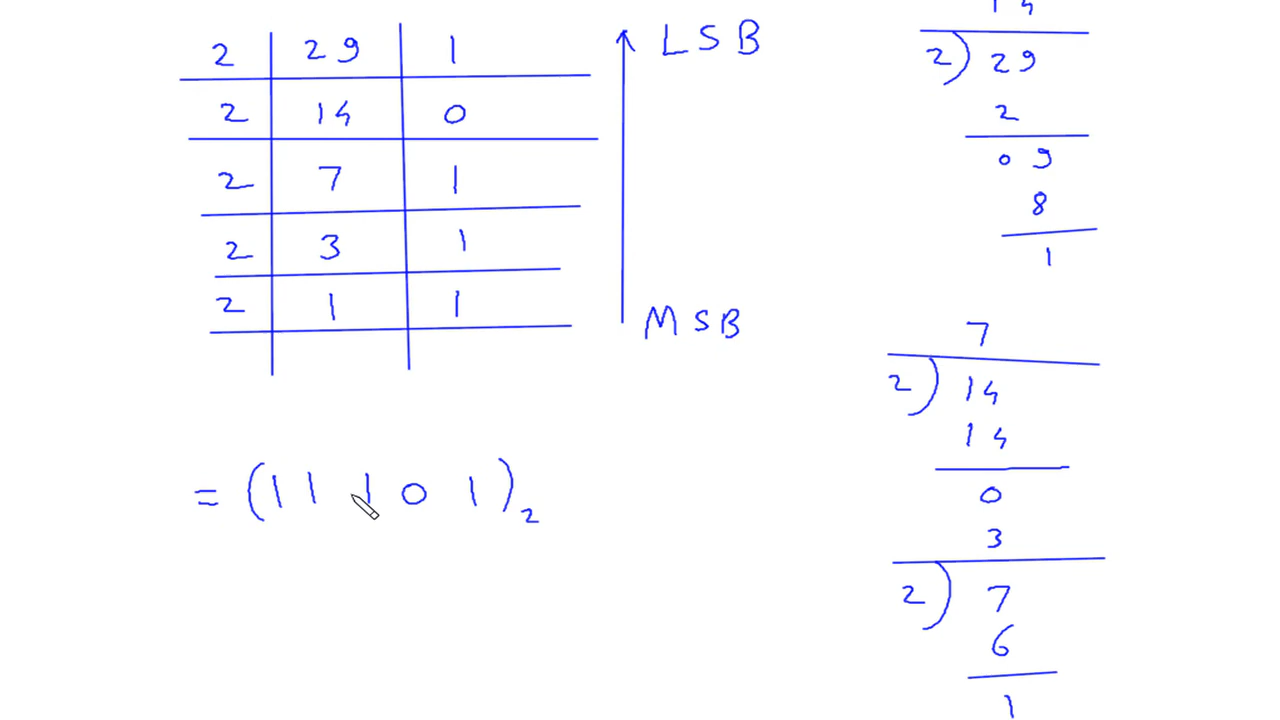 2 29 1
2 14 0
2 7 1
2 3 1
2 1 1
LSB
MSB
= (11101)2
14
2) 29
2
09
8
1
7
2) 14
14
0
3
2) 7
6
1